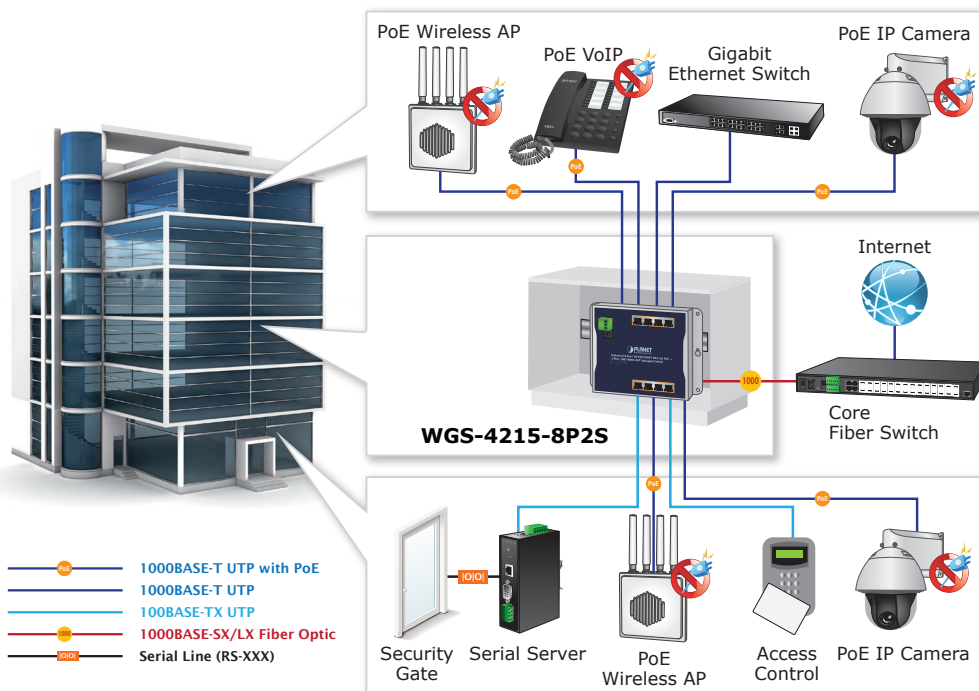 PoE Wireless AP
PoE VoIP
Gigabit
Ethernet Switch
PoE IP Camera
PoE
PoE
PoE
Internet
PLANET
1000
WGS-4215-8P2S
Core
Fiber Switch
PoE
PoE
PoE 1000BASE-T UTP with PoE
1000BASE-T UTP
100BASE-TX UTP
1000 1000BASE-SX/LX Fiber Optic
|O|O| Serial Line (RS-XXX)
|O|O|
Security
Gate
Serial Server
PoE
Wireless AP
Access
Control
PoE IP Camera